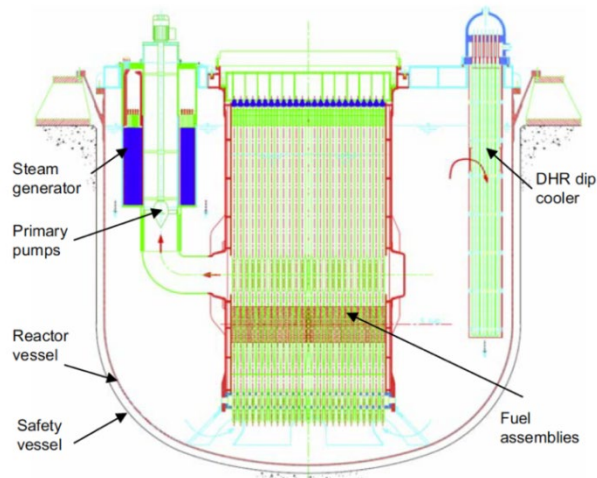 Steam
generator
Primary
pumps
Reactor
vessel
Safety
vessel
DHR dip
cooler
Fuel
assemblies